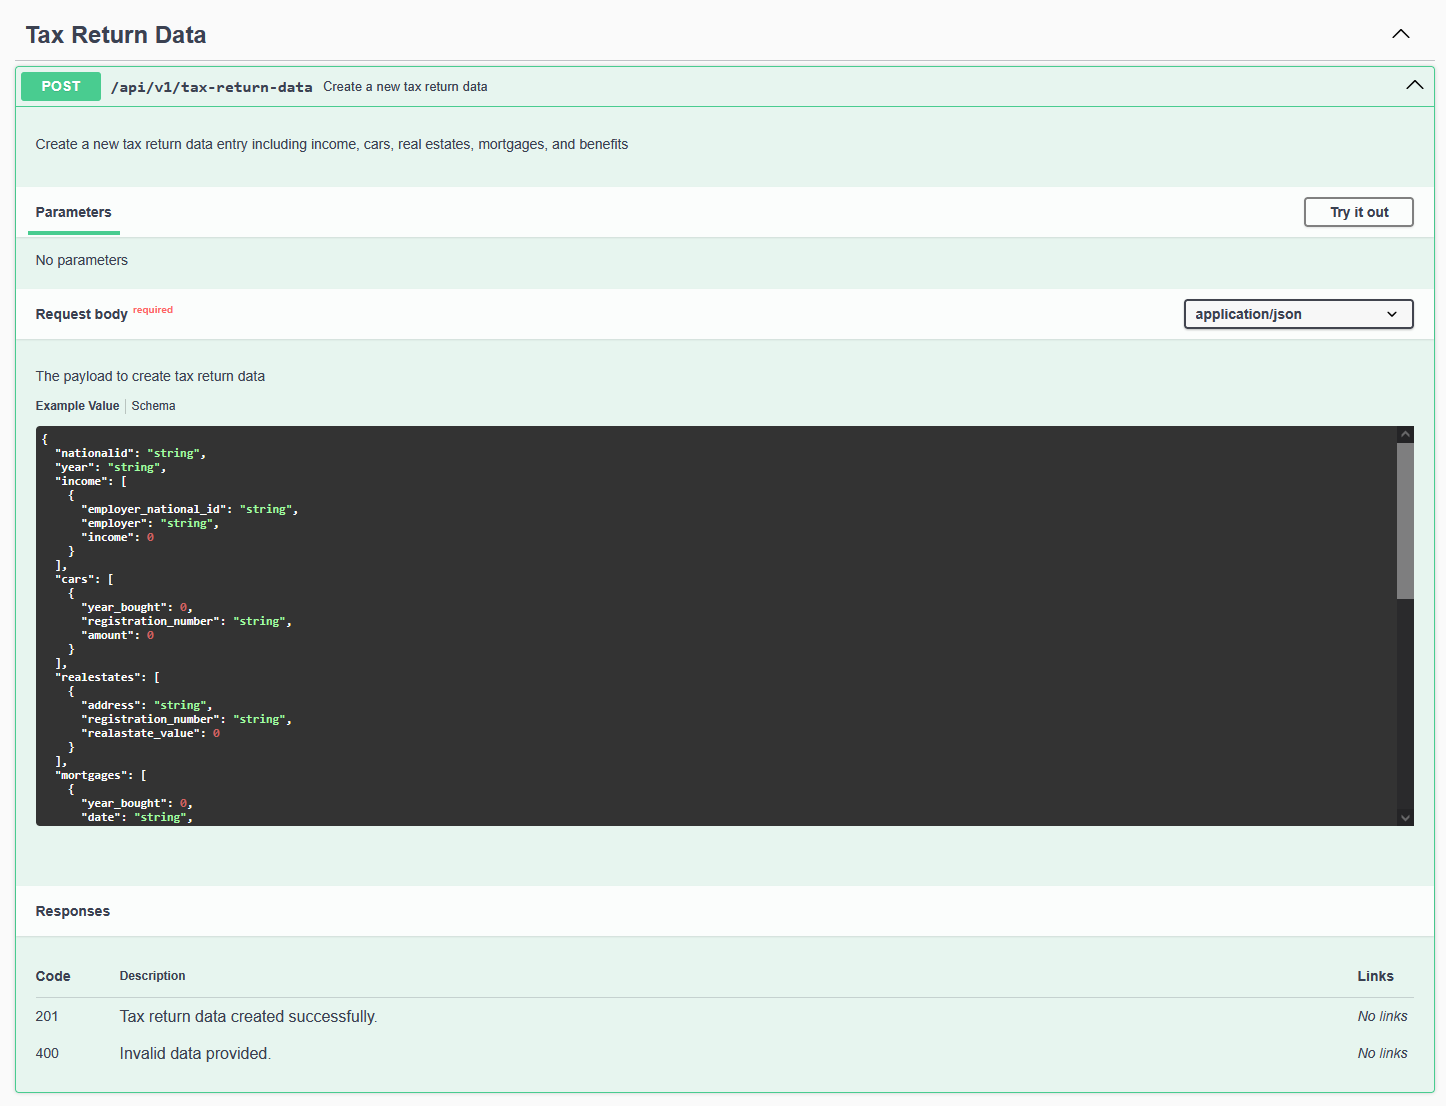 Tax Return Data
POST /api/v1/tax-return-data Create a new tax return data
Create a new tax return data entry including income, cars, real estates, mortgages, and benefits
Parameters
Try it out
No parameters
Request body required
application/json
The payload to create tax return data
Example Value | Schema
{
  "nationalid": "string",
  "year": "string",
  "income": [
    {
      "employer_national_id": "string",
      "employer": "string",
      "income": 0
    }
  ],
  "cars": [
    {
      "year_bought": 0,
      "registration_number": "string",
      "amount": 0
    }
  ],
  "realestates": [
    {
      "address": "string",
      "registration_number": "string",
      "realastate_value": 0
    }
  ],
  "mortgages": [
    {
      "year_bought": 0,
      "date": "string",
Responses
Code Description Links
201 Tax return data created successfully. No links
400 Invalid data provided. No links